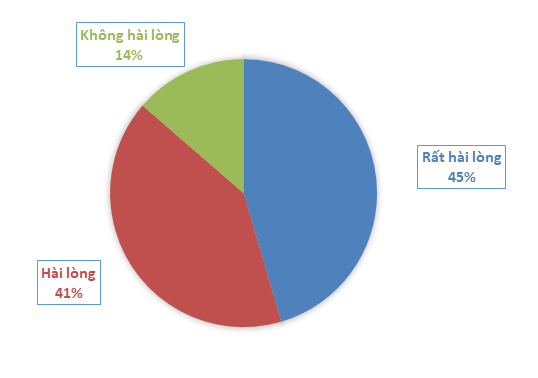 Không hài lòng
14%
Rất hài lòng
45%
Hài lòng
41%